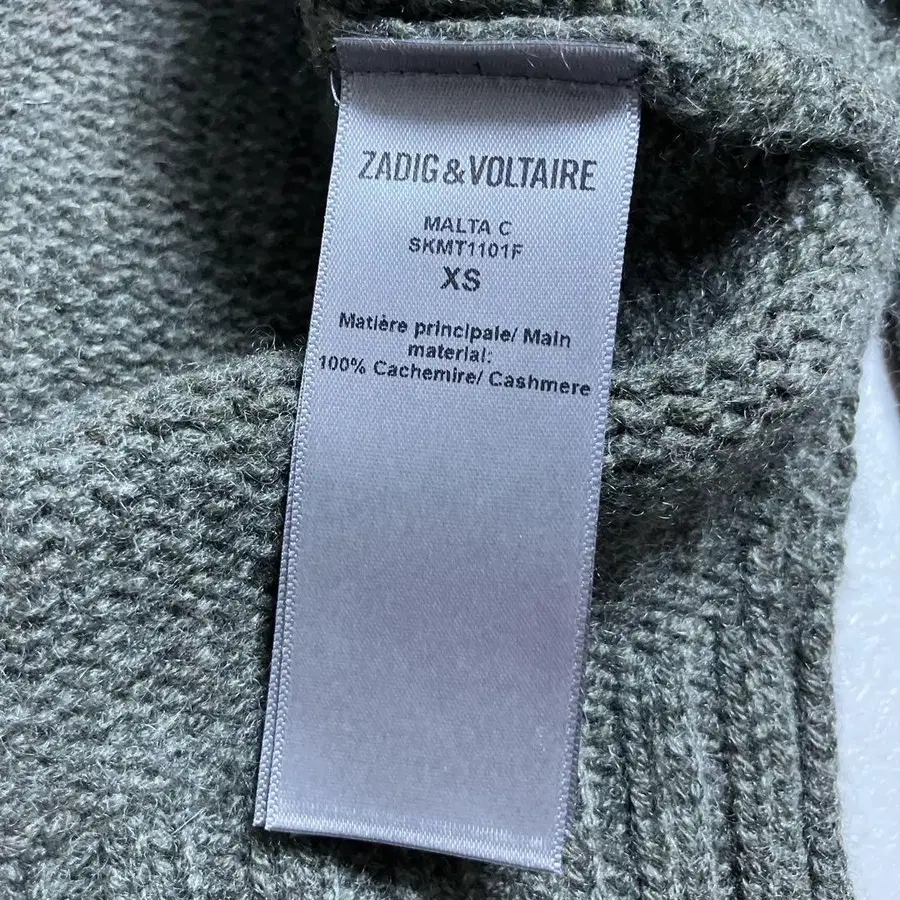 ZADIG&VOLTAIRE
MALTA C
SKMT1101F
XS
Matière principale/ Main
material:
100% Cachemire/ Cashmere